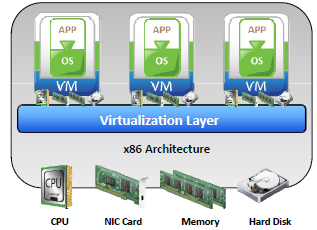 APP APP APP
OS OS OS
VM VM VM
Virtualization Layer
x86 Architecture
CPU
CPU NIC Card Memory Hard Disk